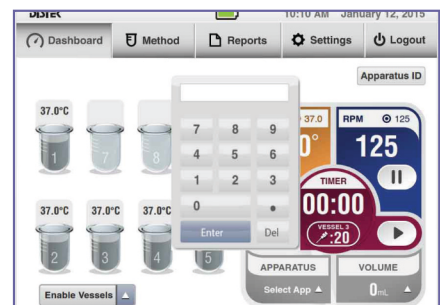 DISTEK
10:10 AM January 12, 2015
Dashboard Method Reports Settings Logout
Apparatus ID
37.0°C
37.0 RPM 125
7 8 9
0° 125
4 5 6
1 7 8
1 2 3
TIMER
00:00
0 .
37.0°C 37.0°C 37.0°C
VESSEL 3
:20
Enter Del
2 3 4 5
APPARATUS VOLUME
Select App 0mL
Enable Vessels